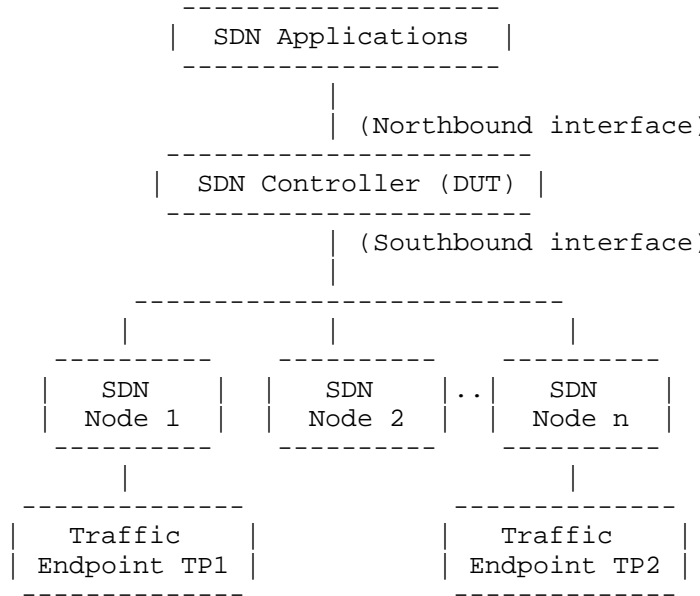 SDN Applications
(Northbound interface)
SDN Controller (DUT)
(Southbound interface)
SDN SDN .. SDN
Node 1 Node 2 Node n
Traffic Traffic
Endpoint TP1 Endpoint TP2